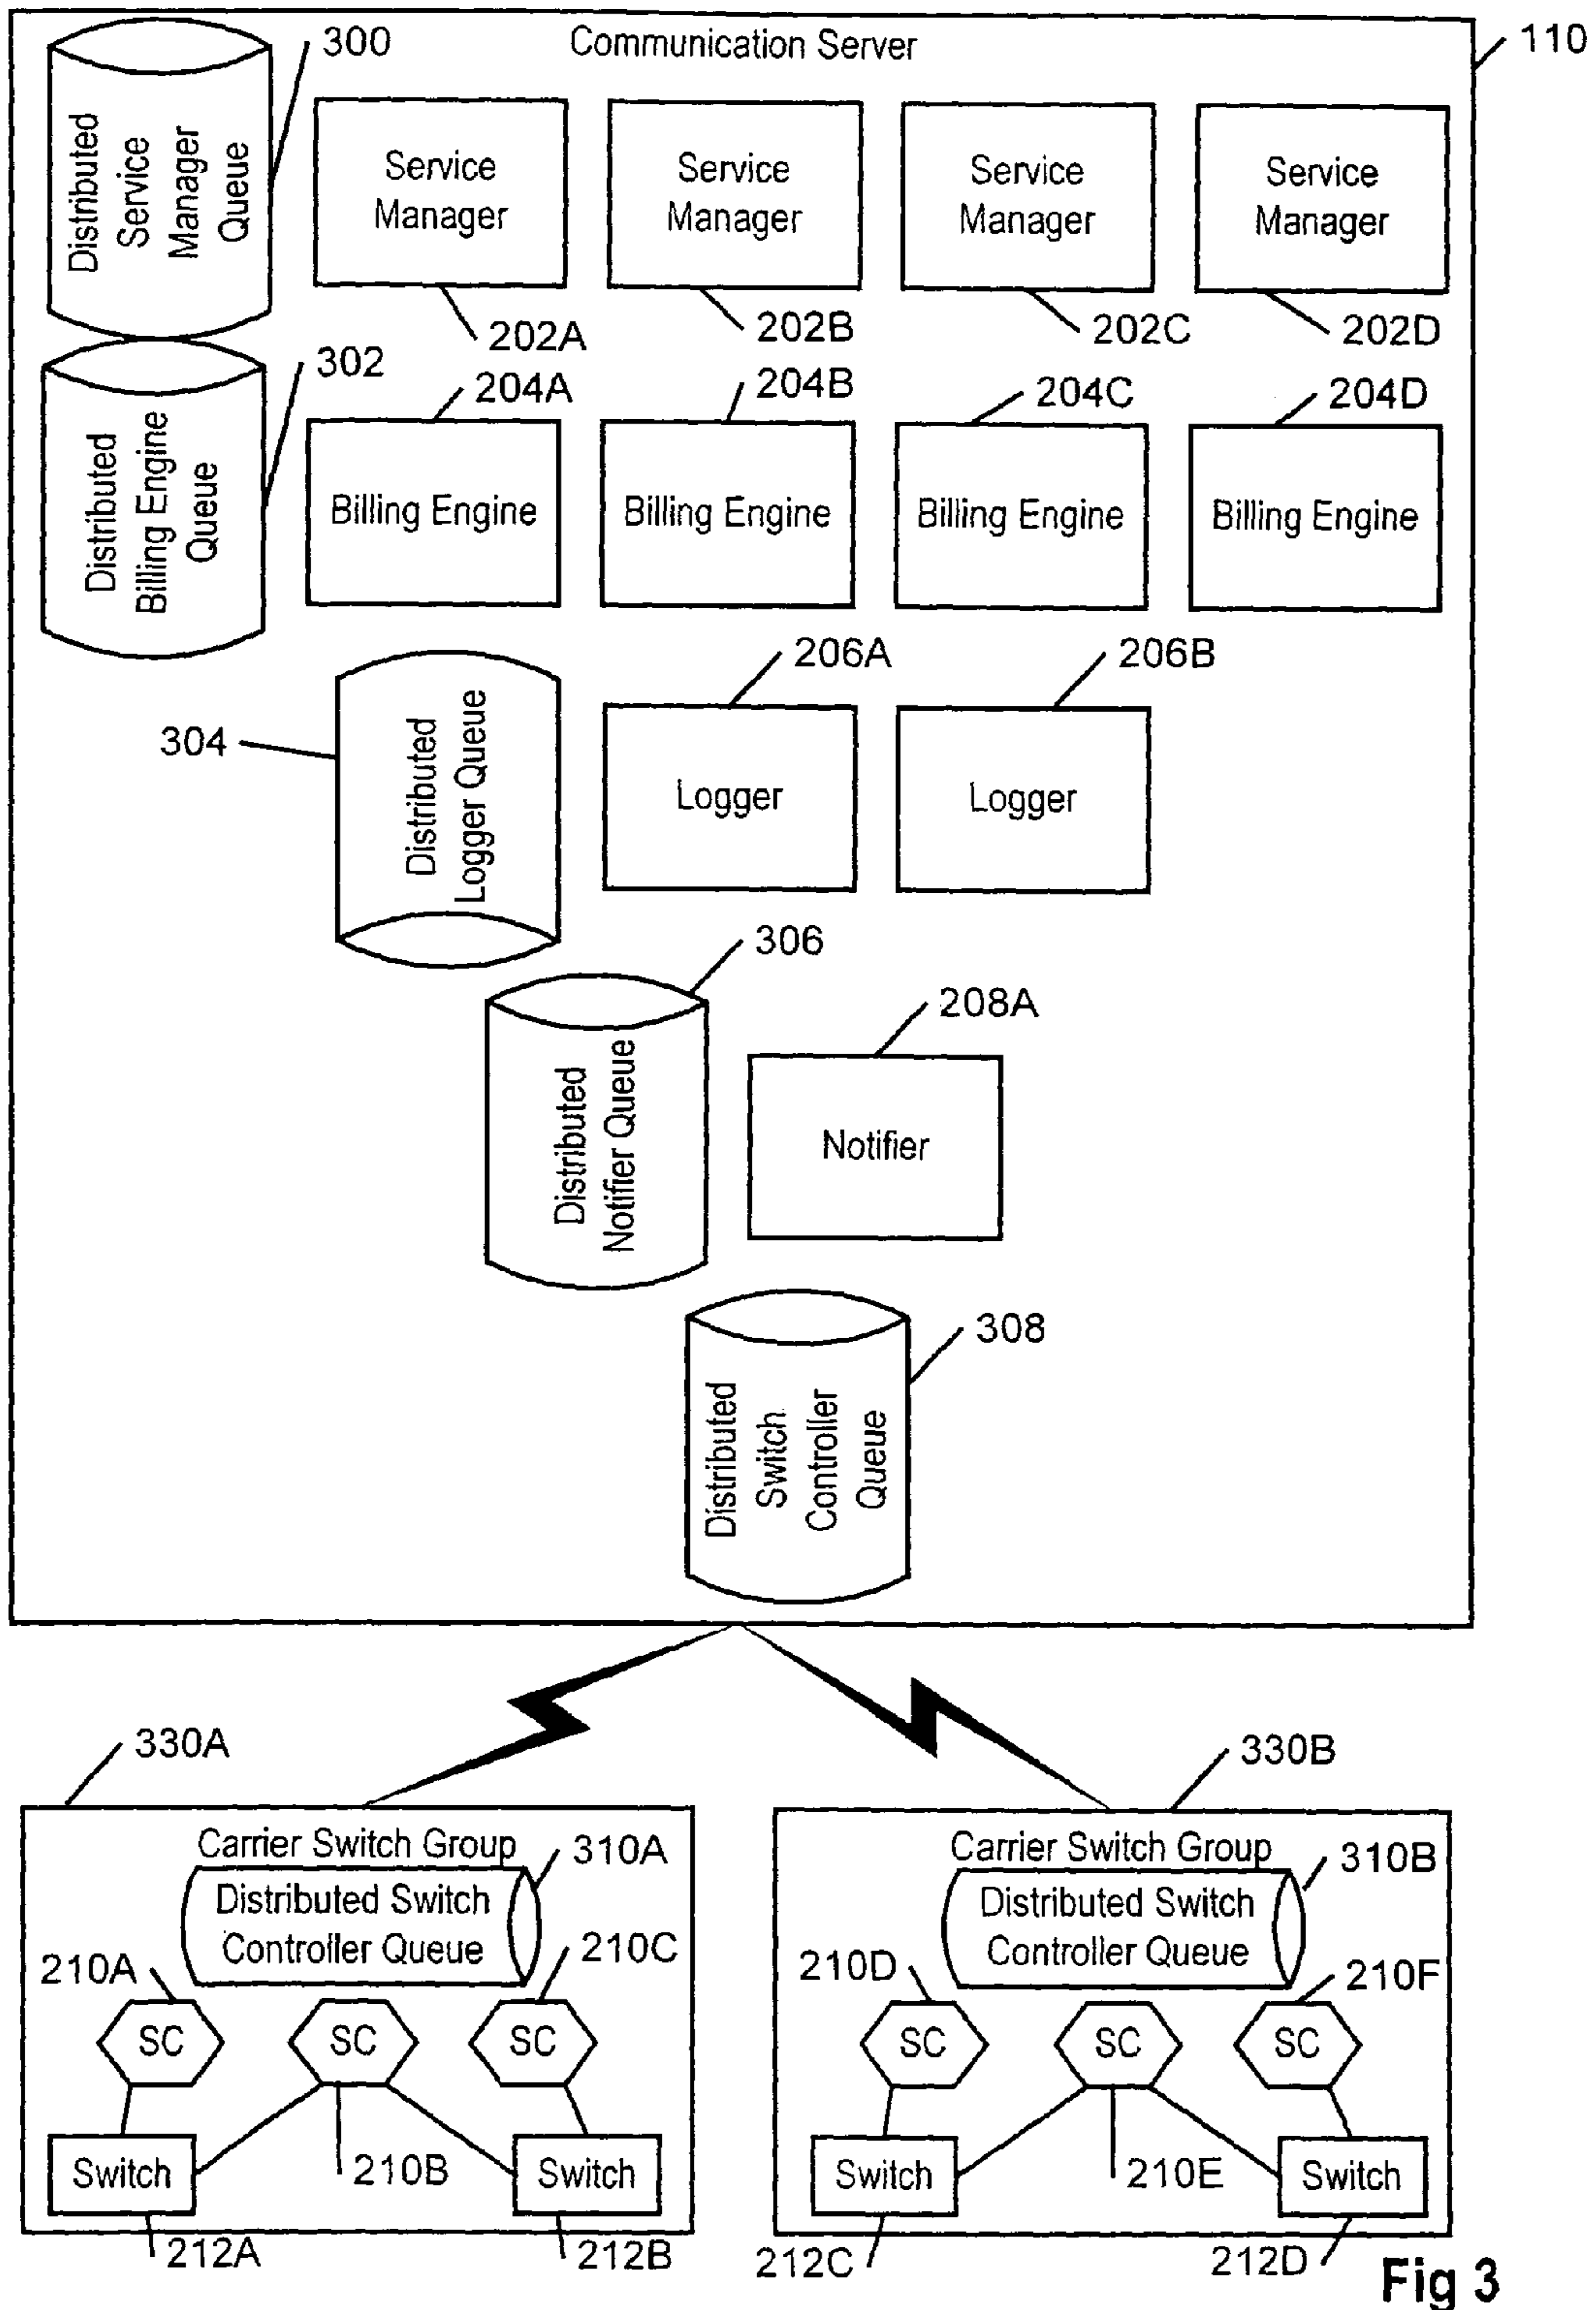 Communication Server
110
300
Distributed
Service
Manager
Queue
Service
Manager
Service
Manager
Service
Manager
Service
Manager
202A
202B
202C
202D
302
Distributed
Billing Engine
Queue
204A
204B
204C
204D
Billing Engine
Billing Engine
Billing Engine
Billing Engine
304
Distributed
Logger Queue
206A
206B
Logger
Logger
306
Distributed
Notifier Queue
208A
Notifier
308
Distributed
Switch
Controller
Queue
330A
Carrier Switch Group
310A
Distributed Switch
Controller Queue
210A
210C
SC
SC
SC
Switch
210B
Switch
212A
212B
330B
Carrier Switch Group
310B
Distributed Switch
Controller Queue
210D
210F
SC
SC
SC
Switch
210E
Switch
212C
212D
Fig 3